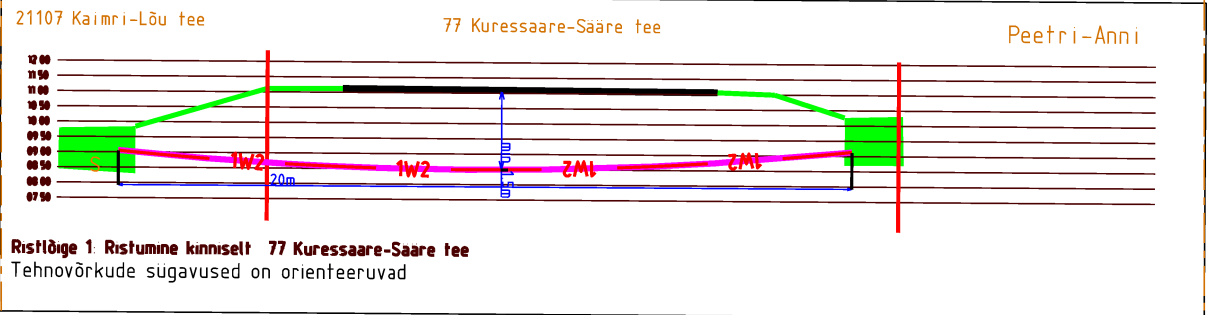 21107 Kaimri-Lõu tee
77 Kuressaare-Sääre tee
Peetri-Anni
12 00
11 50
11 00
10 50
10 00
09 50
09 00
08 50
08 00
07 50
S
1W2 1W2 1W2 1W2
20m
m.n. 1,5m
Ristlõige 1: Ristumine kinniselt 77 Kuressaare-Sääre tee
Tehnovõrkude sügavused on orienteeruvad